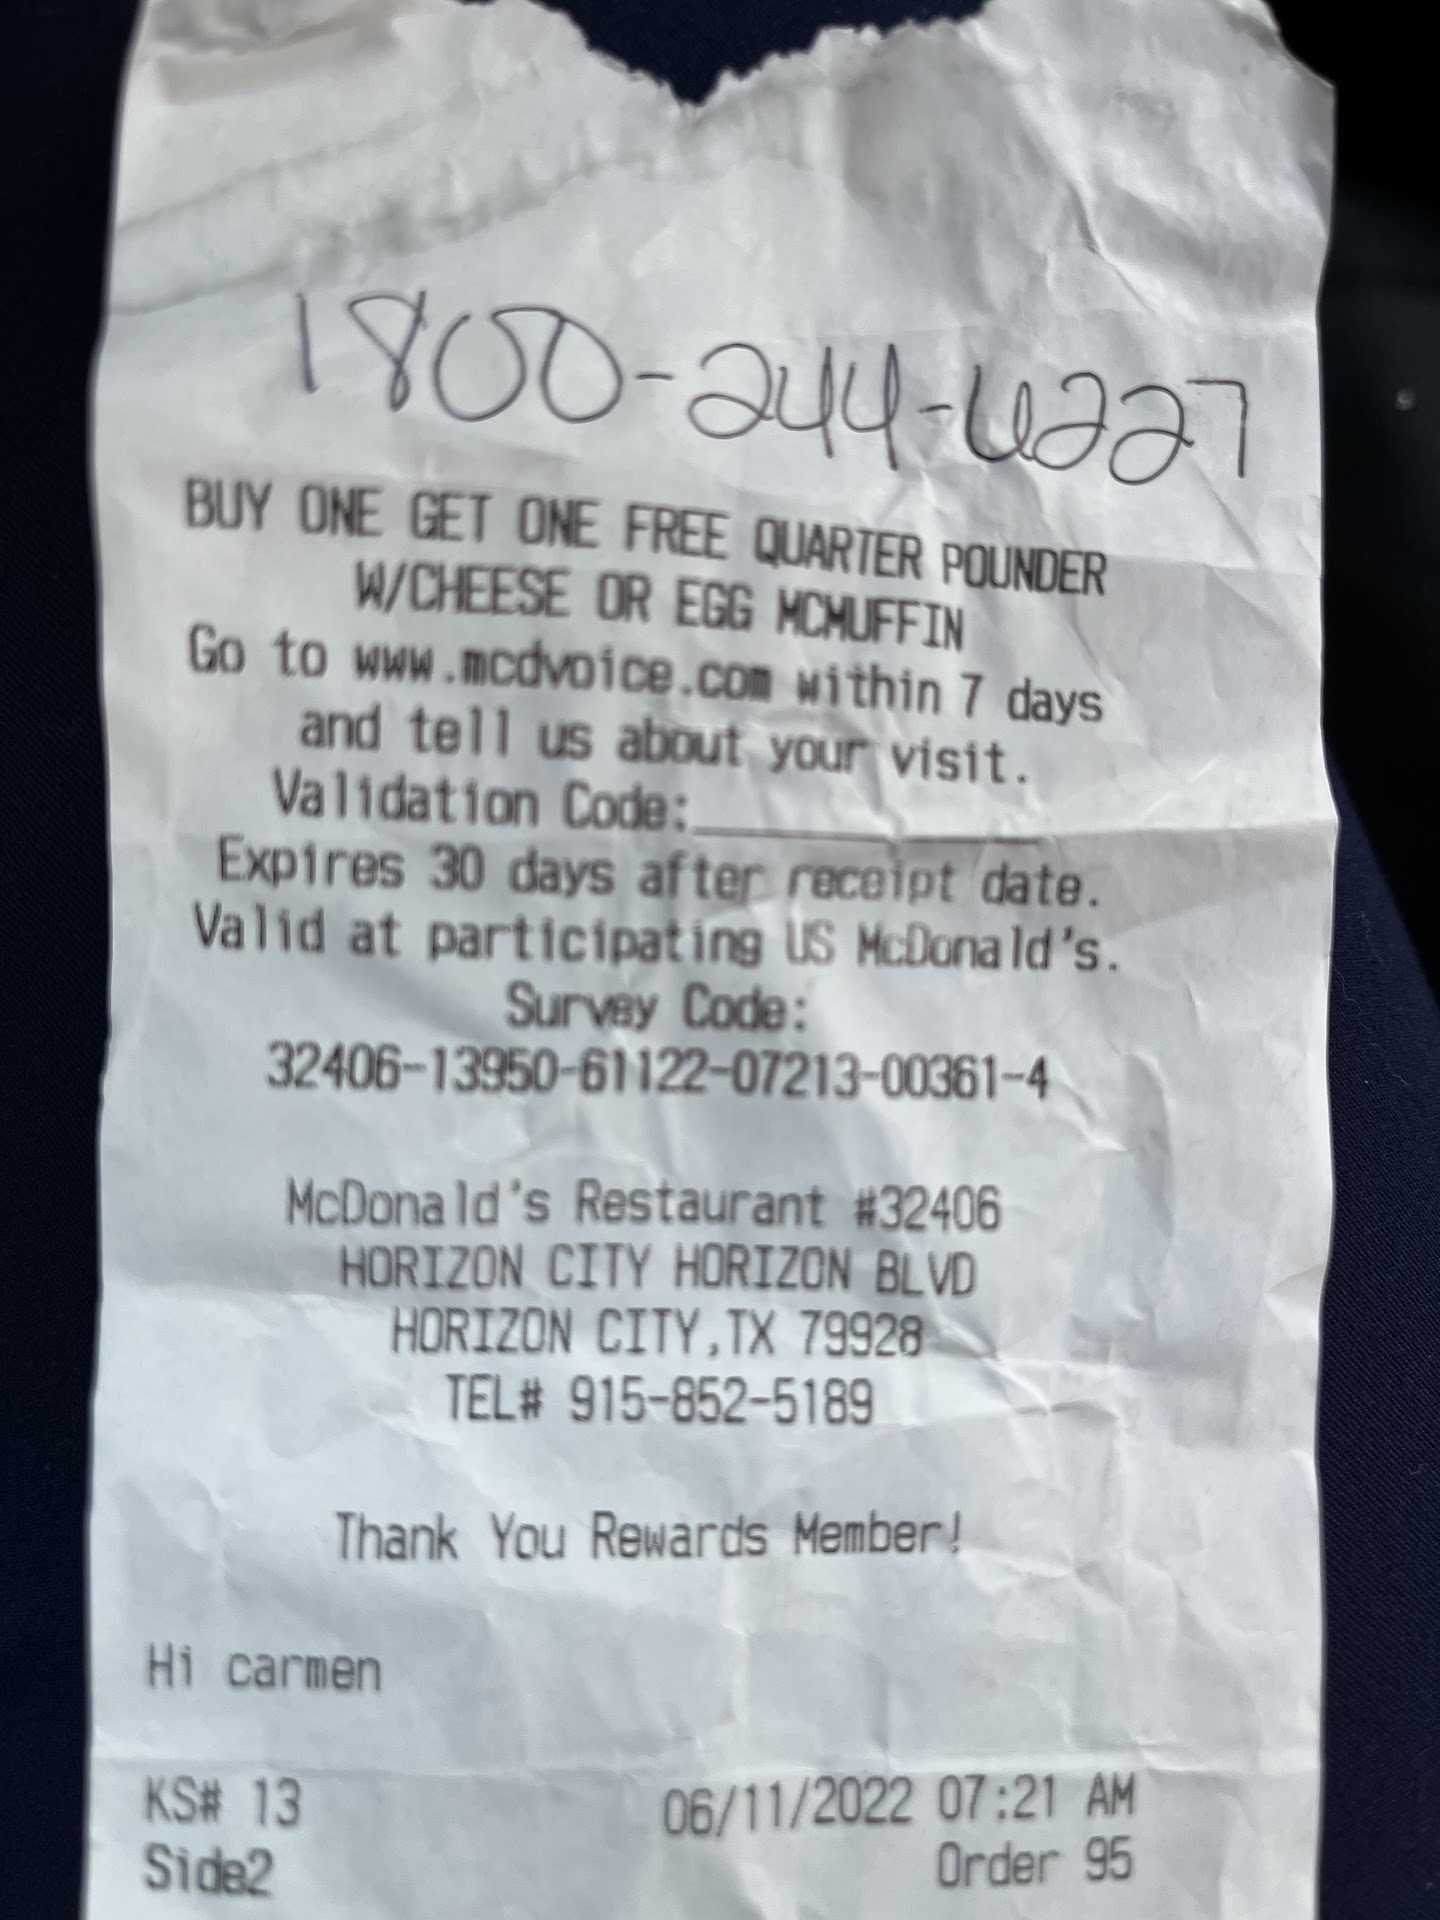 1800-244-6227
BUY ONE GET ONE FREE QUARTER POUNDER
W/CHEESE OR EGG MCMUFFIN
Go to www.mcdvoice.com within 7 days
and tell us about your visit.
Validation Code:__________
Expires 30 days after receipt date.
Valid at participating US McDonald's.
Survey Code:
32406-13950-61122-07213-00361-4
McDonald's Restaurant #32406
HORIZON CITY HORIZON BLVD
HORIZON CITY,TX 79928
TEL# 915-852-5189
Thank You Rewards Member!
Hi carmen
KS# 13 06/11/2022 07:21 AM
Side2 Order 95